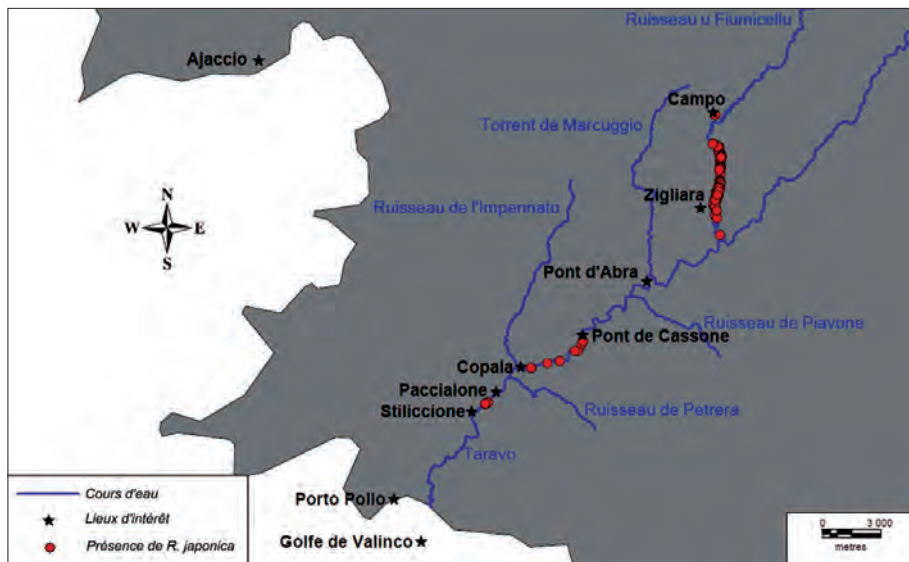 Ruisseau u Fiumicellu
Ajaccio
Campo
Torrent de Marcuggio
Zigliara
Ruisseau de l'Impennato
N
W E
S
Pont d'Abra
Ruisseau de Piavone
Pont de Cassone
Copala
Paccialone
Stiliccione
Ruisseau de Petrera
Taravo
Cours d'eau
Lieux d'intérêt
Présence de R. japonica
Porto Pollo
Golfe de Valinco
0 3 000
metres